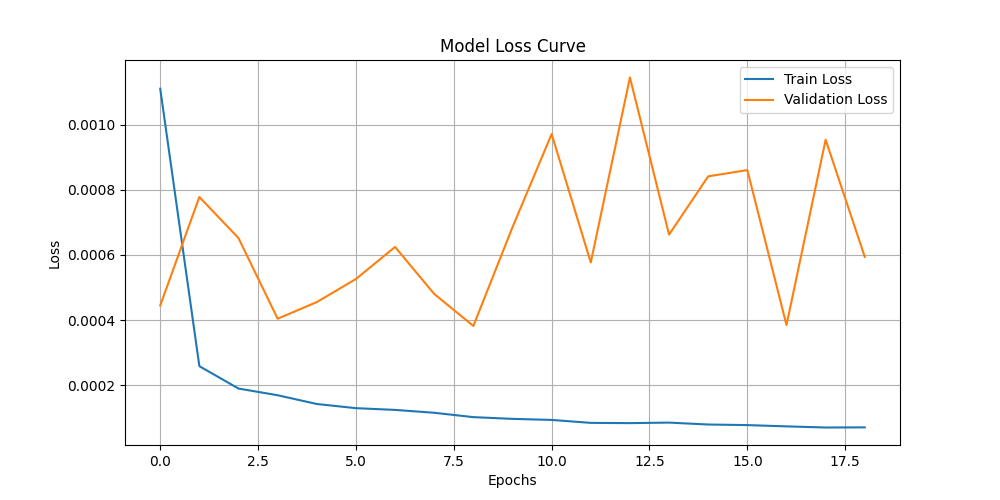 Model Loss Curve
Train Loss
Validation Loss
0.0010
0.0008
0.0006
0.0004
0.0002
Loss
0.0
2.5
5.0
7.5
10.0
12.5
15.0
17.5
Epochs